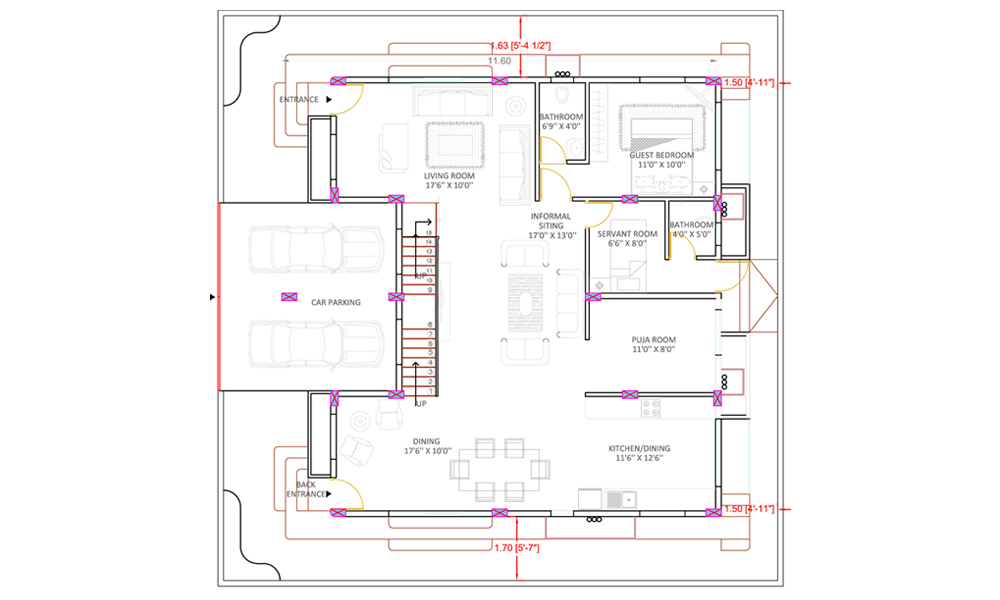 1.63 [5'-4 1/2"]
11.60
1.50 [4'-11"]
ENTRANCE
BATHROOM
6'9" X 4'0"
GUEST BEDROOM
11'0" X 10'0"
LIVING ROOM
17'6" X 10'0"
INFORMAL
SITING
17'0" X 13'0"
SERVANT ROOM
6'6" X 8'0"
BATHROOM
4'0" X 5'0"
15
14
13
12
11
10
9
UP
CAR PARKING
8
7
6
5
4
3
2
1
UP
PUJA ROOM
11'0" X 8'0"
DINING
17'6" X 10'0"
KITCHEN/DINING
11'6" X 12'6"
BACK
ENTRANCE
1.50 [4'-11"]
1.70 [5'-7"]